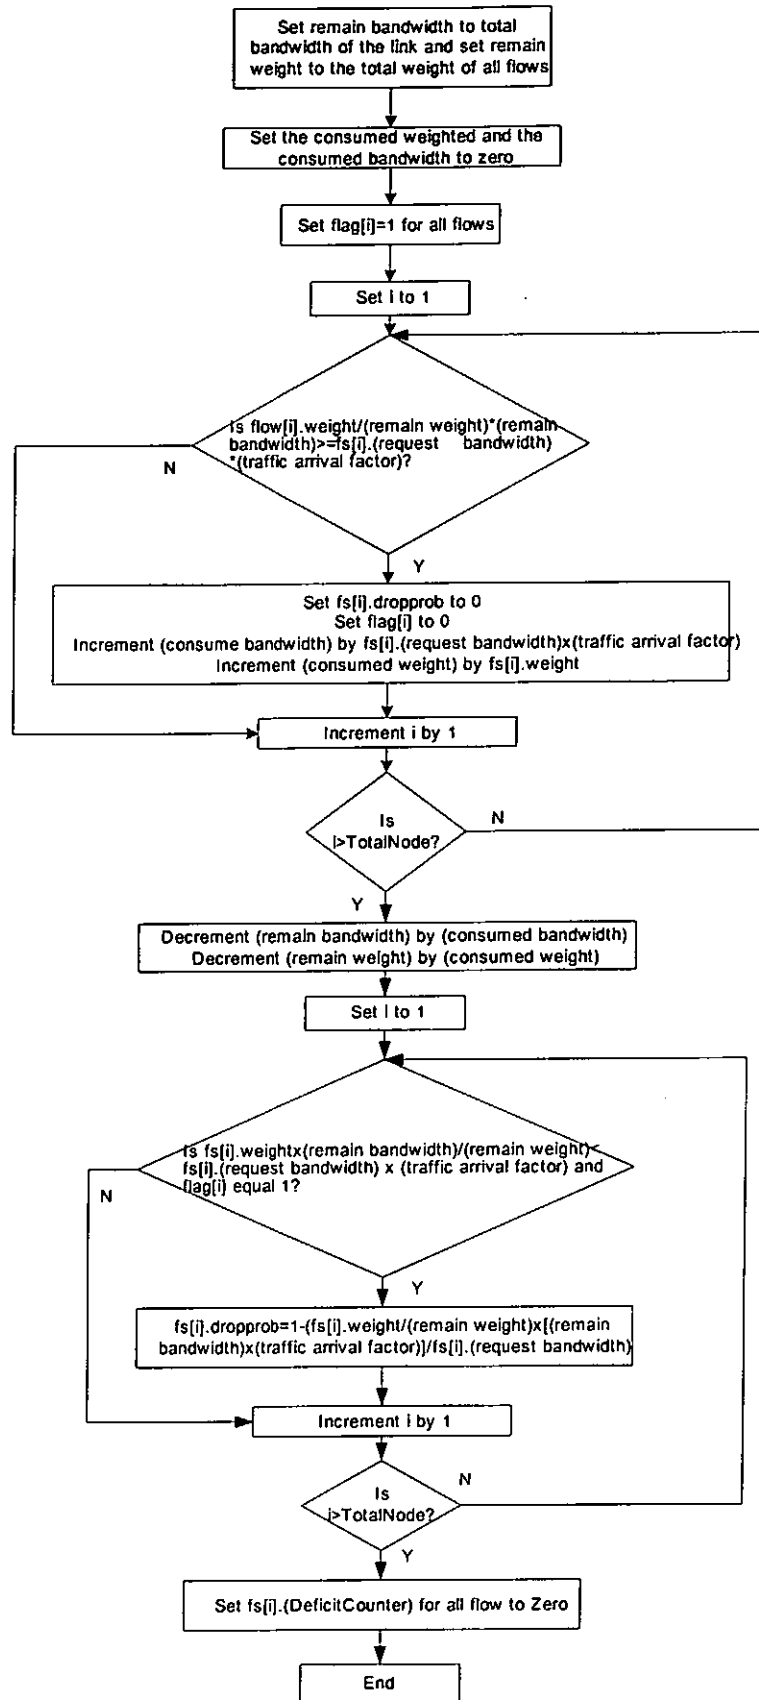 Set remain bandwidth to total
bandwidth of the link and set remain
weight to the total weight of all flows
Set the consumed weighted and the
consumed bandwidth to zero
Set flag[i]=1 for all flows
Set i to 1
Is flow[i].weight/(remain weight)*(remain
bandwidth)>=fs[i].(request bandwidth)
*(traffic arrival factor)?
N
Y
Set fs[i].dropprob to 0
Set flag[i] to 0
Increment (consume bandwidth) by fs[i].(request bandwidth)x(traffic arrival factor)
Increment (consumed weight) by fs[i].weight
Increment i by 1
Is
i>TotalNode?
N
Y
Decrement (remain bandwidth) by (consumed bandwidth)
Decrement (remain weight) by (consumed weight)
Set i to 1
Is fs[i].weightx(remain bandwidth)/(remain weight)<
fs[i].(request bandwidth) x (traffic arrival factor) and
flag[i] equal 1?
N
Y
fs[i].dropprob=1-(fs[i].weight/(remain weight)x[(remain
bandwidth)x(traffic arrival factor)]/fs[i].(request bandwidth)
Increment i by 1
Is
i>TotalNode?
N
Y
Set fs[i].(DeficitCounter) for all flow to Zero
End